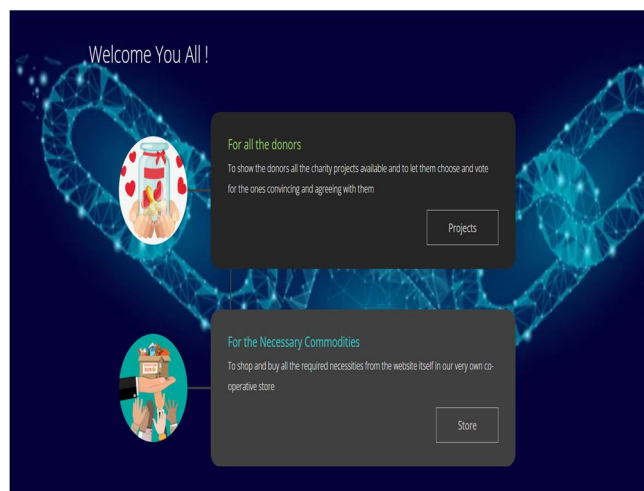 Welcome You All !
For all the donors
To show the donors all the charity projects available and to let them choose and vote
for the ones convincing and agreeing with them
Projects
For the Necessary Commodities
To shop and buy all the required necessities from the website itself in our very own co-
operative store
Store